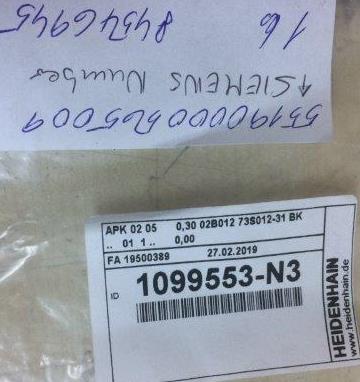 55190000565009
↑ SIEMENS Number
16 84546945
APK 02 05 0,30 02B012 73S012-31 BK
.. 01 1 .. 0,00
FA 19500389 27.02.2019
ID 1099553-N3
HEIDENHAIN
www.heidenhain.de